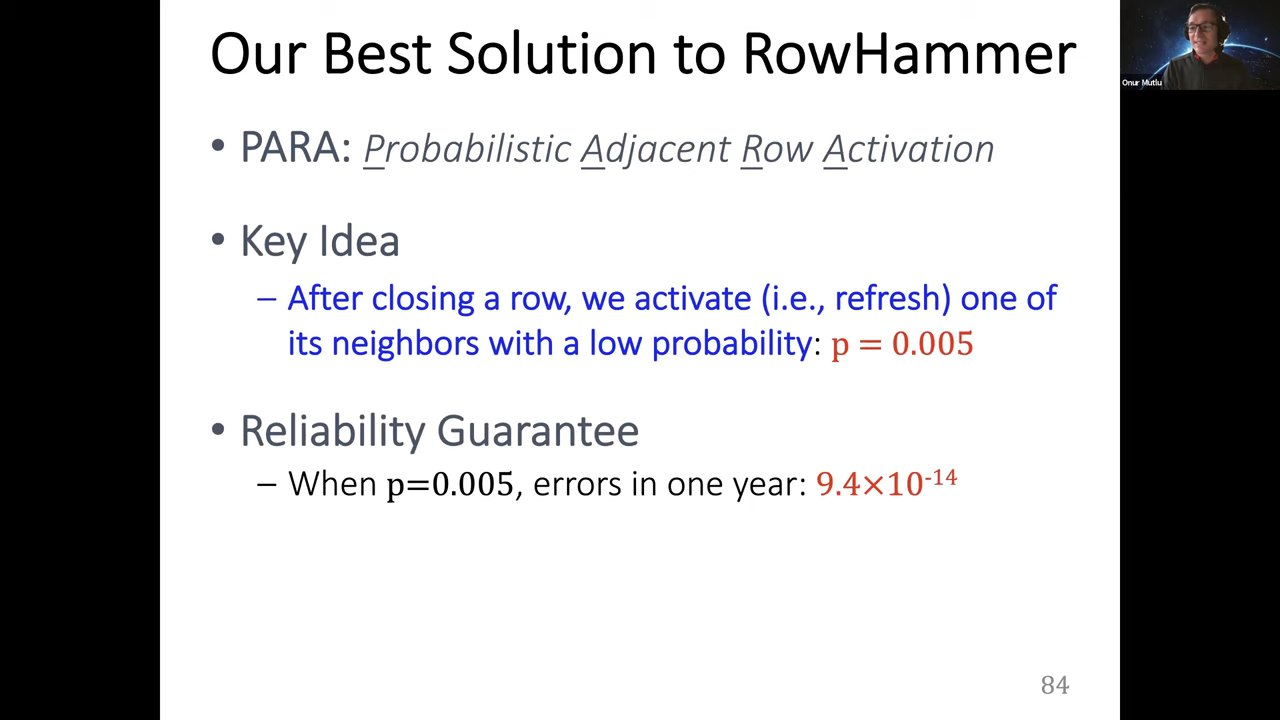 Our Best Solution to RowHammer
Onur Mutlu
• PARA: Probabilistic Adjacent Row Activation
• Key Idea
– After closing a row, we activate (i.e., refresh) one of
its neighbors with a low probability: p = 0.005
• Reliability Guarantee
– When p=0.005, errors in one year: 9.4×10⁻¹⁴
84